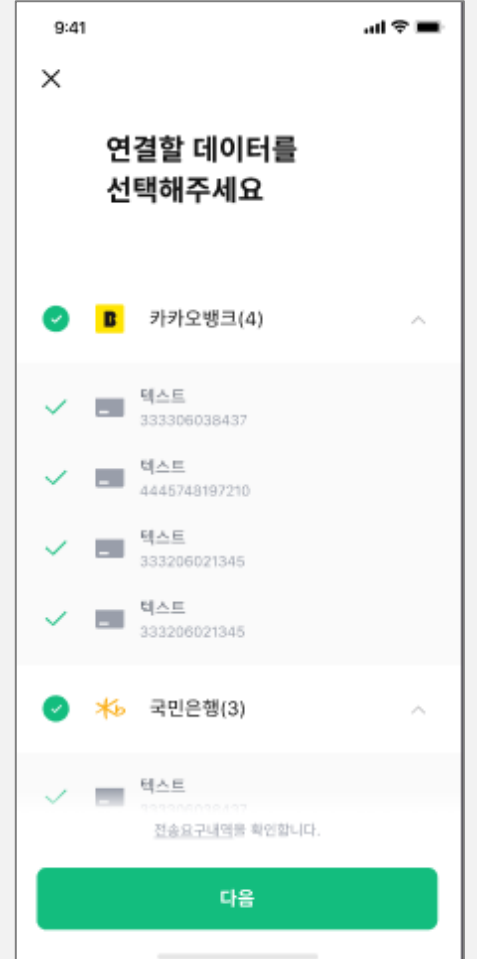 9:41
연결할 데이터를
선택해주세요
B 카카오뱅크(4)
텍스트
333306038437
텍스트
4445748197210
텍스트
333206021345
텍스트
333206021345
국민은행(3)
텍스트
333306038437
전송요구내역을 확인합니다.
다음